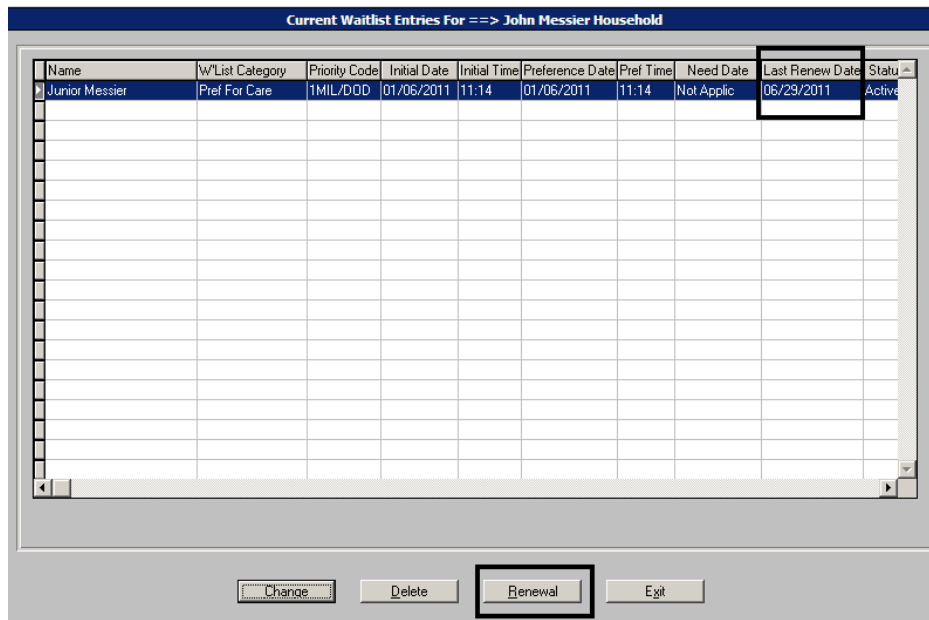 Current Waitlist Entries For ==> John Messier Household
Name W'List Category Priority Code Initial Date Initial Time Preference Date Pref Time Need Date Last Renew Date Statu
Junior Messier Pref For Care 1MIL/DOD 01/06/2011 11:14 01/06/2011 11:14 Not Applic 06/29/2011 Active
Change Delete Renewal Exit